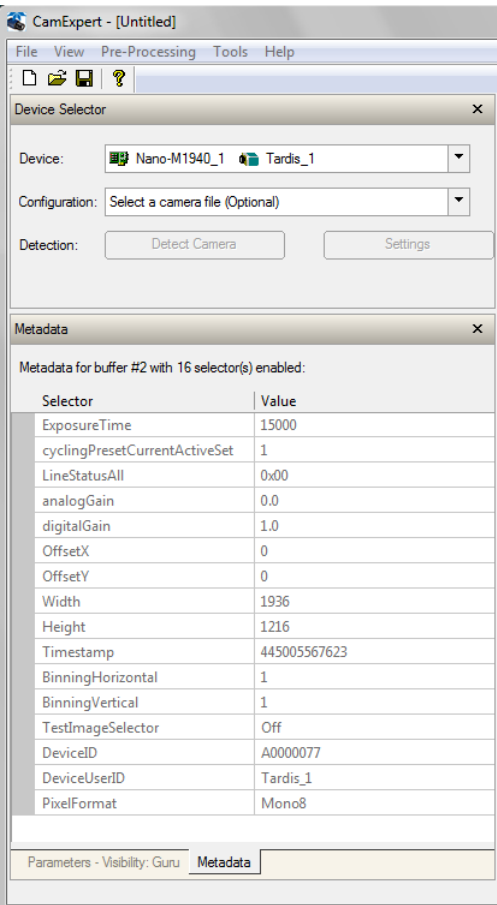 CamExpert - [Untitled]
File View Pre-Processing Tools Help
Device Selector
Device: Nano-M1940_1 Tardis_1
Configuration: Select a camera file (Optional)
Detection: Detect Camera Settings
Metadata
Metadata for buffer #2 with 16 selector(s) enabled:
Selector Value
ExposureTime 15000
cyclingPresetCurrentActiveSet 1
LineStatusAll 0x00
analogGain 0.0
digitalGain 1.0
OffsetX 0
OffsetY 0
Width 1936
Height 1216
Timestamp 445005567623
BinningHorizontal 1
BinningVertical 1
TestImageSelector Off
DeviceID A0000077
DeviceUserID Tardis_1
PixelFormat Mono8
Parameters - Visibility: Guru Metadata